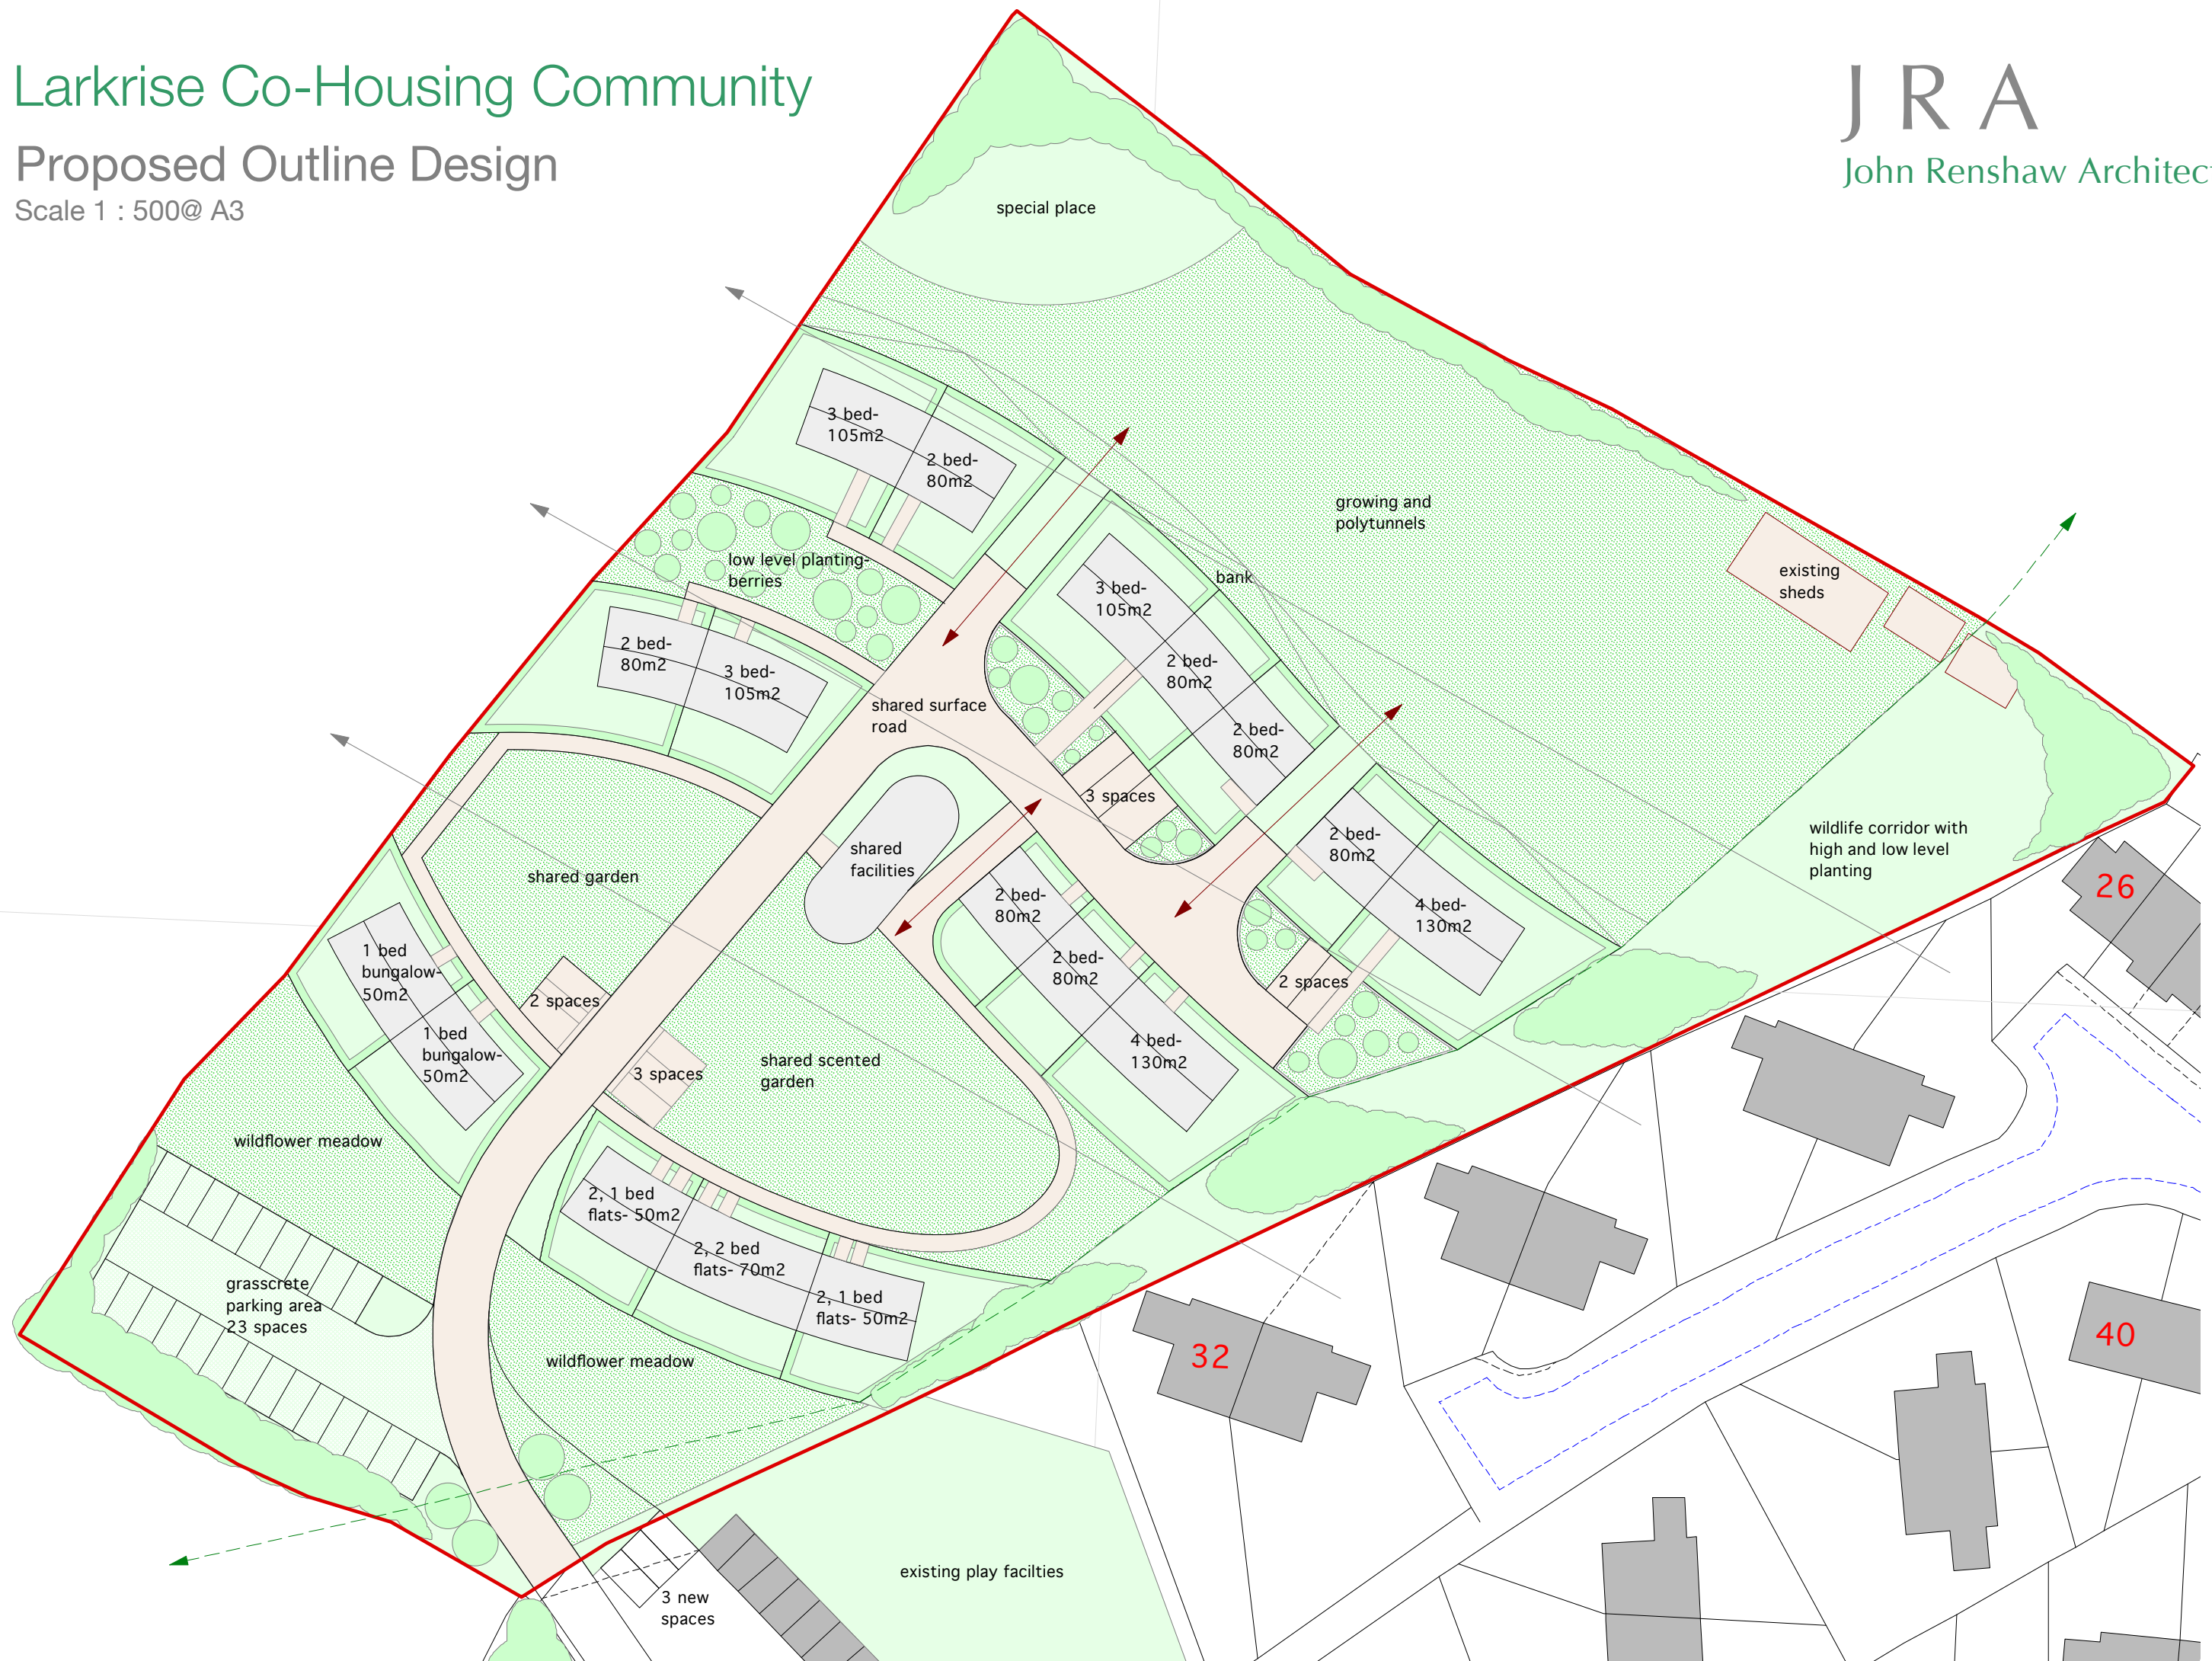 Larkrise Co-Housing Community
Proposed Outline Design
Scale 1 : 500@ A3
J R A
John Renshaw Architec
special place
3 bed-
105m2
2 bed-
80m2
growing and
polytunnels
low level planting-
berries
bank
existing
sheds
3 bed-
105m2
2 bed-
80m2
3 bed-
105m2
2 bed-
80m2
shared surface
road
2 bed-
80m2
3 spaces
shared
facilities
2 bed-
80m2
wildlife corridor with
high and low level
planting
26
shared garden
2 bed-
80m2
4 bed-
130m2
1 bed
bungalow-
50m2
2 spaces
2 bed-
80m2
2 spaces
1 bed
bungalow-
50m2
3 spaces
shared scented
garden
4 bed-
130m2
wildflower meadow
2, 1 bed
flats- 50m2
2, 2 bed
flats- 70m2
2, 1 bed
flats- 50m2
grasscrete
parking area
23 spaces
wildflower meadow
32
40
existing play facilties
3 new
spaces